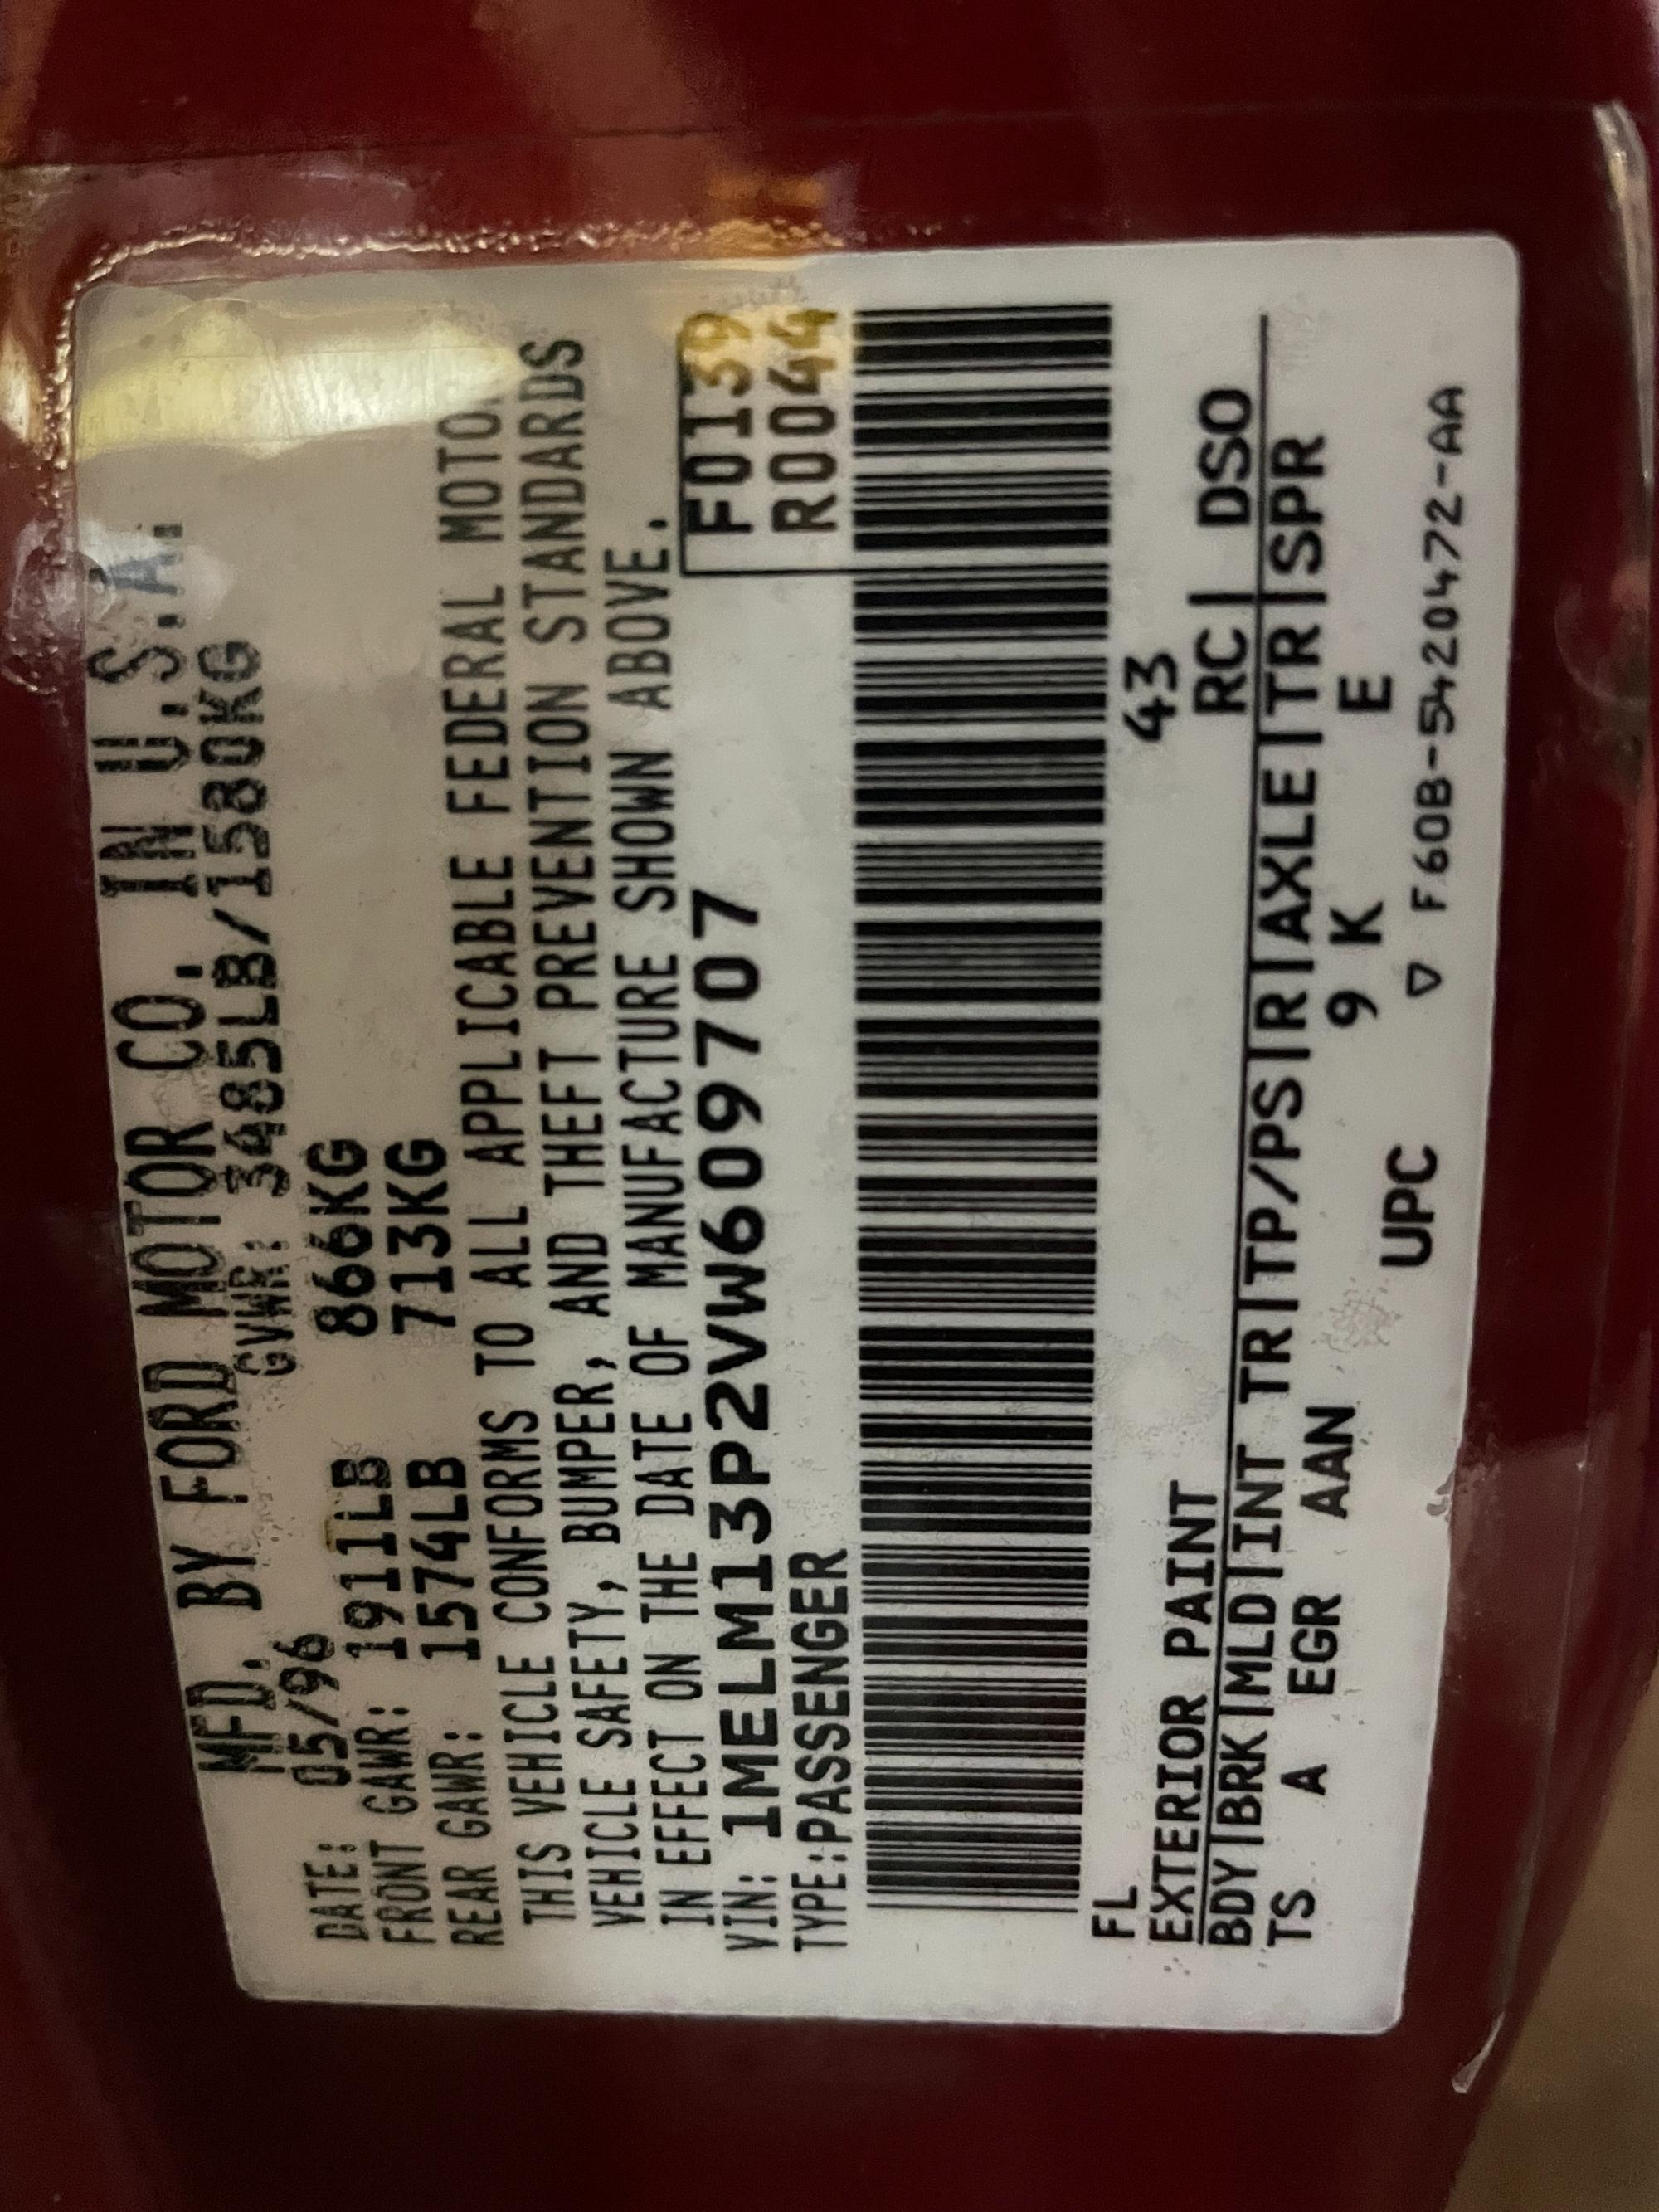 MFD. BY FORD MOTOR CO. IN U.S.A.
DATE: 05/96 GVWR: 3485LB/1580KG
FRONT GAWR: 1911LB 866KG
REAR GAWR: 1574LB 713KG
THIS VEHICLE CONFORMS TO ALL APPLICABLE FEDERAL MOTOR
VEHICLE SAFETY, BUMPER, AND THEFT PREVENTION STANDARDS
IN EFFECT ON THE DATE OF MANUFACTURE SHOWN ABOVE.
VIN: 1MELM13P2VW609707 F0139
TYPE:PASSENGER R0044
FL 43
EXTERIOR PAINT RC| DSO
BDY|BRK|MLD|INT TR|TP/PS|R|AXLE|TR|SPR
TS A EGR AAN 9 K E
UPC ▽ F60B-5420472-AA